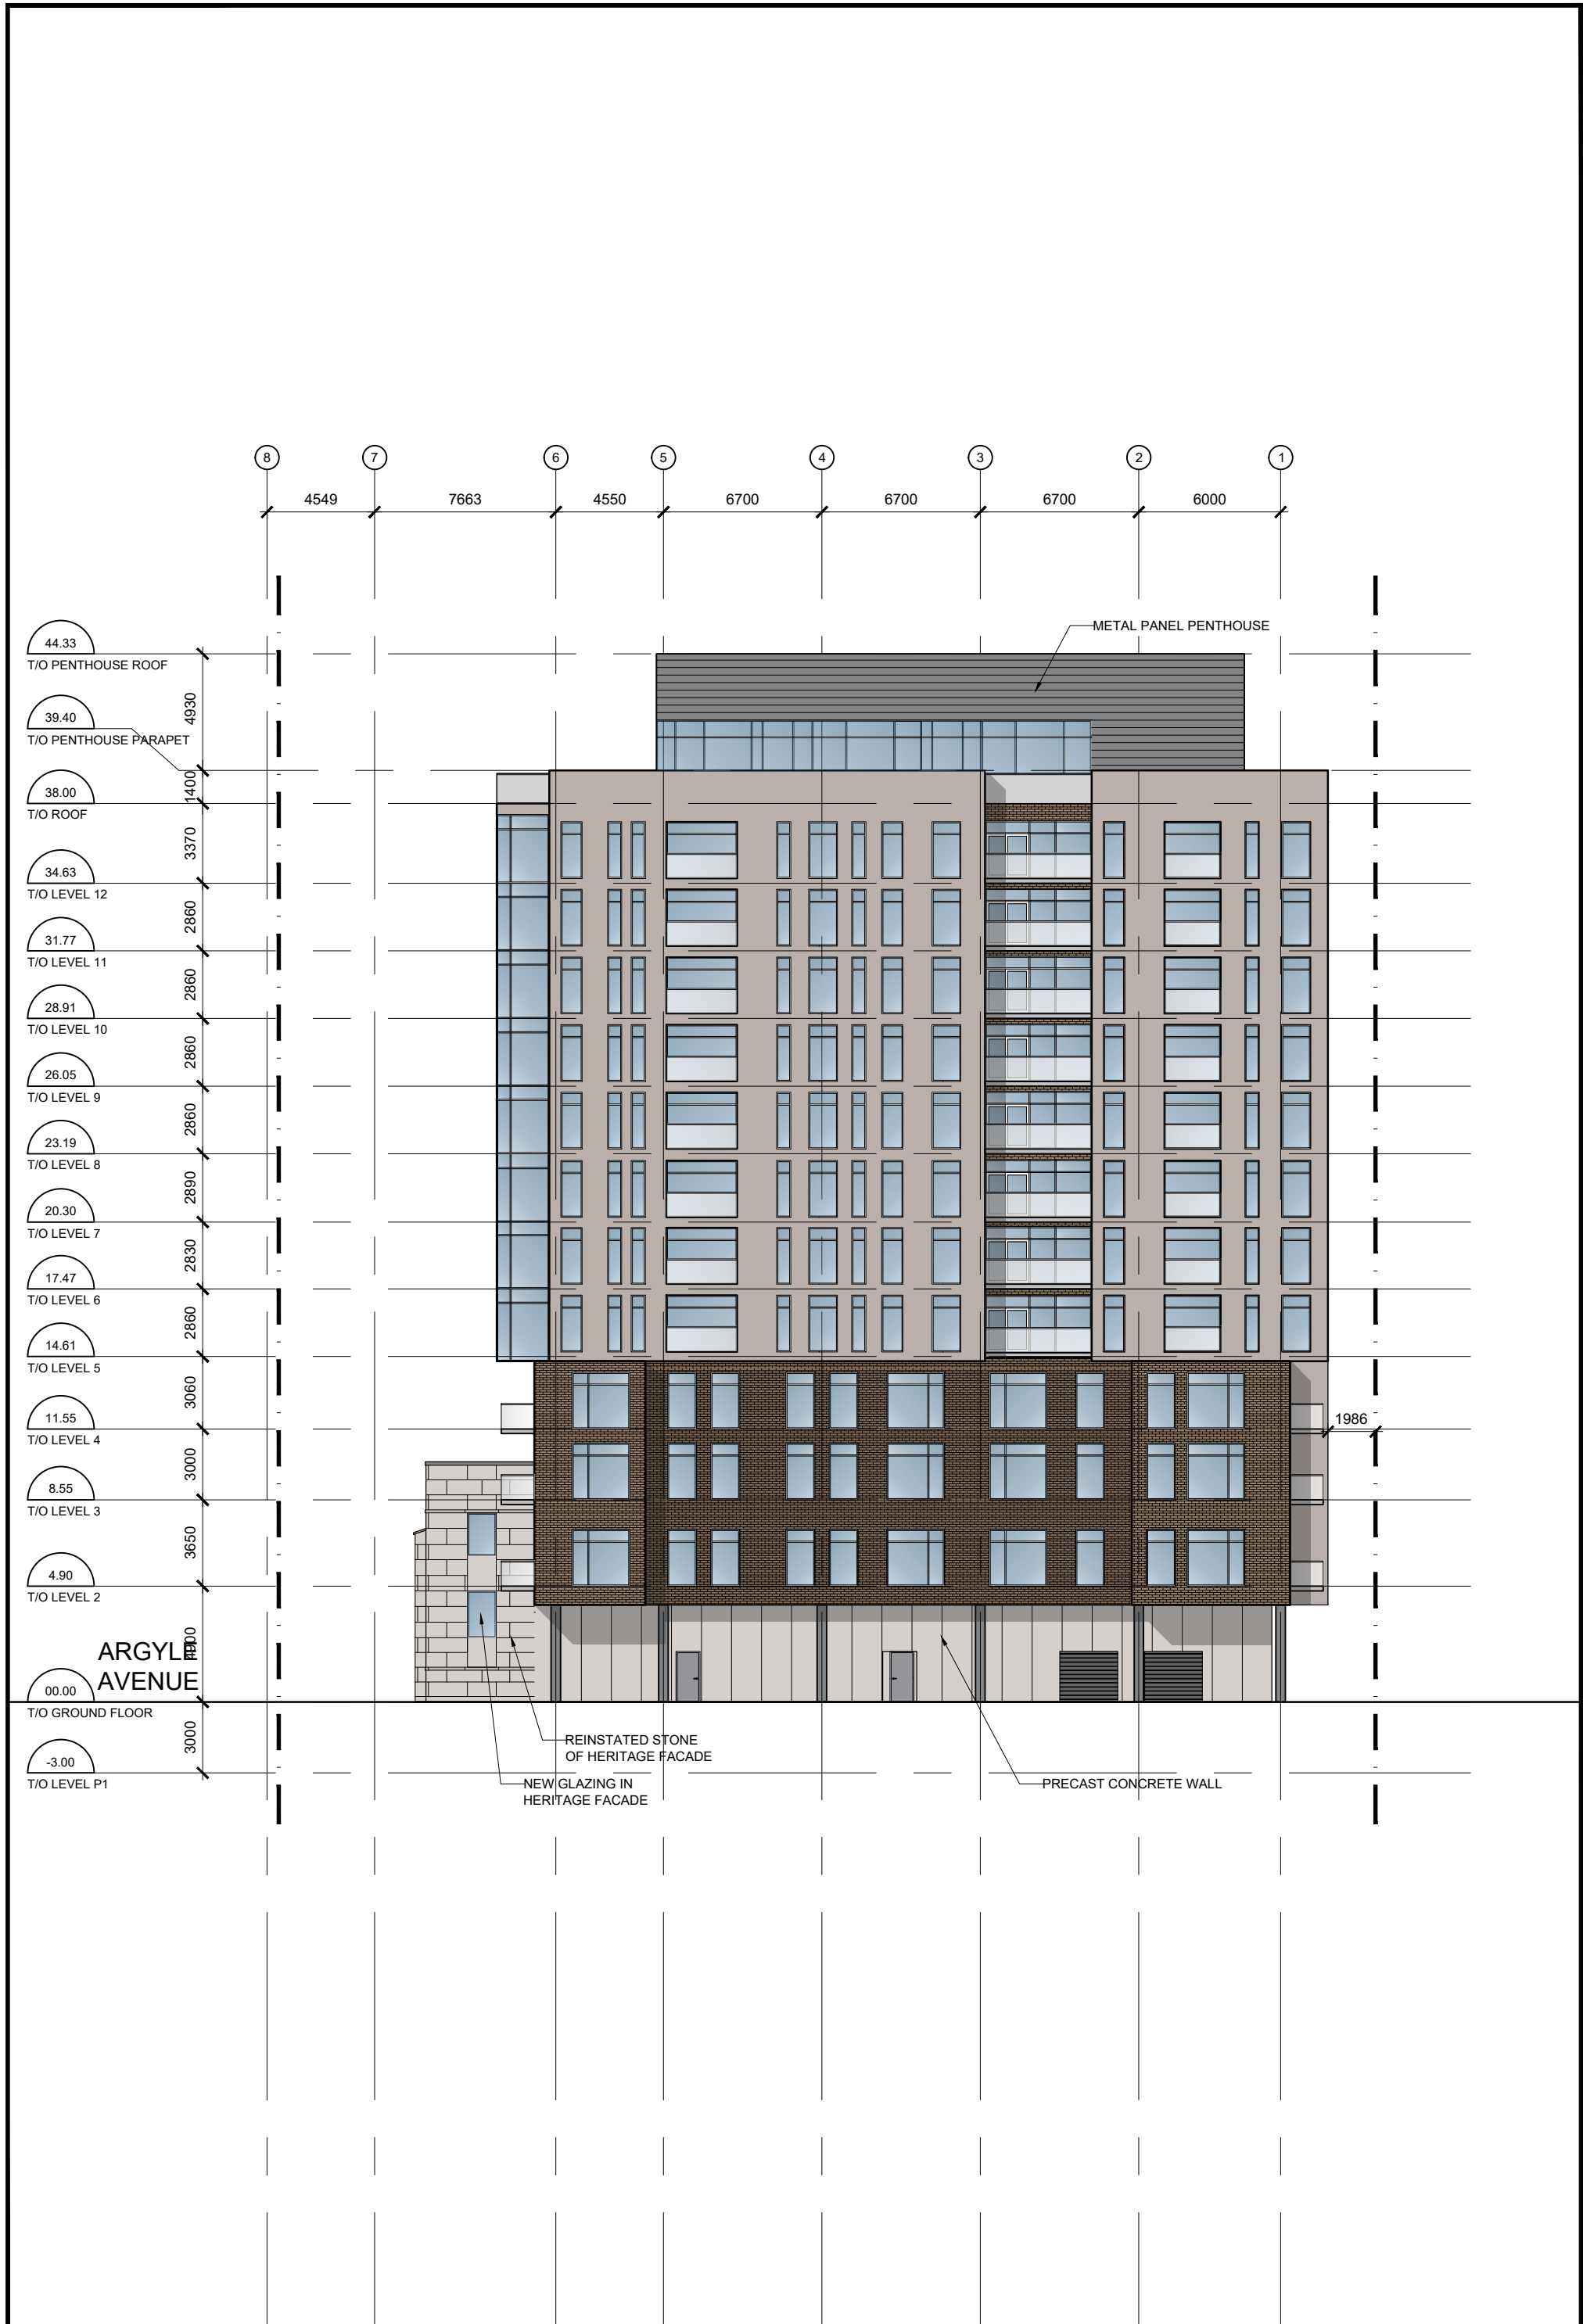 8 7 6 5 4 3 2 1
4549 7663 4550 6700 6700 6700 6000
METAL PANEL PENTHOUSE
44.33
T/O PENTHOUSE ROOF
4930
39.40
T/O PENTHOUSE PARAPET
1400
38.00
T/O ROOF
3370
34.63
T/O LEVEL 12
2860
31.77
T/O LEVEL 11
2860
28.91
T/O LEVEL 10
2860
26.05
T/O LEVEL 9
2860
23.19
T/O LEVEL 8
2890
20.30
T/O LEVEL 7
2830
17.47
T/O LEVEL 6
2860
14.61
T/O LEVEL 5
3060
11.55
T/O LEVEL 4
1986
3000
8.55
T/O LEVEL 3
3650
4.90
T/O LEVEL 2
4900
ARGYLE
AVENUE
00.00
T/O GROUND FLOOR
3000
-3.00
T/O LEVEL P1
REINSTATED STONE
OF HERITAGE FACADE
NEW GLAZING IN
HERITAGE FACADE
PRECAST CONCRETE WALL